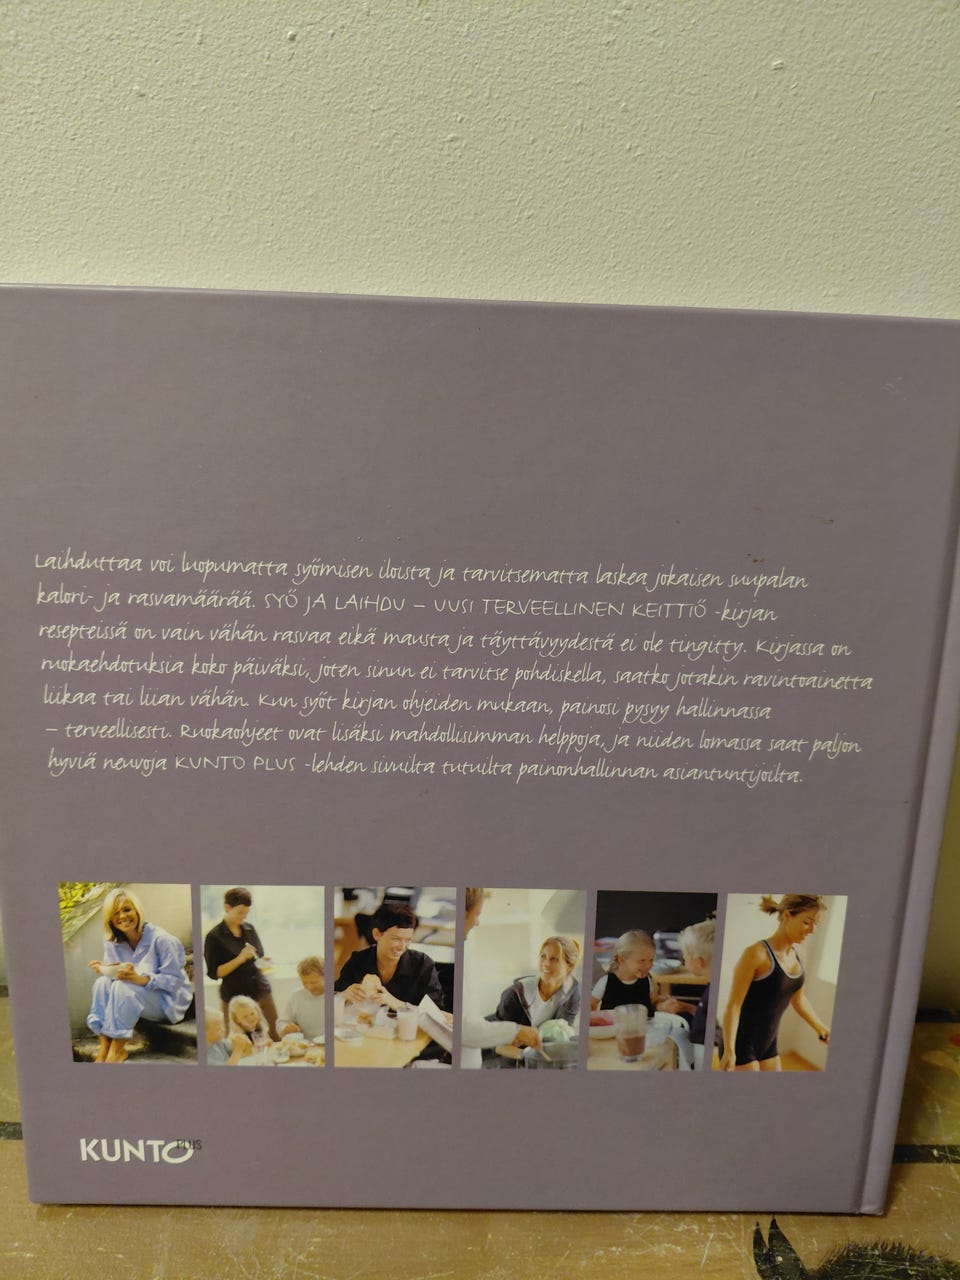 Laihduttaa voi luopumatta syömisen iloista ja tarvitsematta laskea jokaisen suupalan
kalori- ja rasvamäärää. SYÖ JA LAIHDU – UUSI TERVEELLINEN KEITTIÖ -kirjan
resepteissä on vain vähän rasvaa eikä mausta ja täyttävyydestä ei ole tingitty. Kirjassa on
ruokaehdotuksia koko päiväksi, joten sinun ei tarvitse pohdiskella, saatko jotakin ravintoainetta
liikaa tai liian vähän. Kun syöt kirjan ohjeiden mukaan, painosi pysyy hallinnassa
– terveellisesti. Ruokaohjeet ovat lisäksi mahdollisimman helppoja, ja niiden lomassa saat paljon
hyviä neuvoja KUNTO PLUS -lehden sivuilta tutuilta painonhallinnan asiantuntijoilta.
KUNTO PLUS